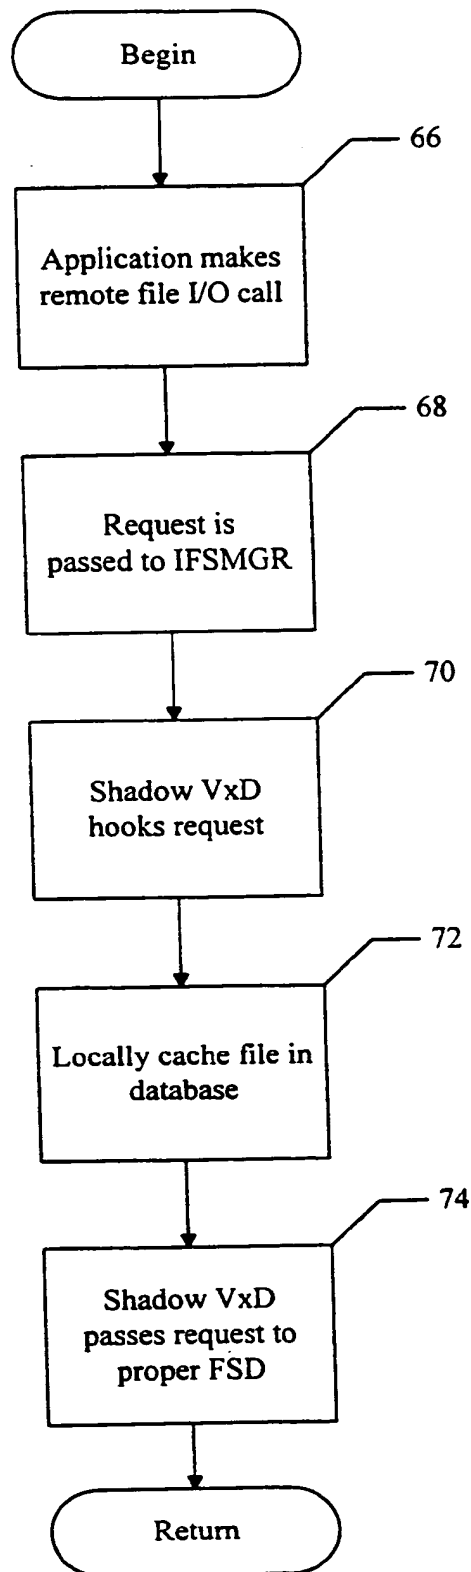 Begin
66
Application makes
remote file I/O call
68
Request is
passed to IFSMGR
70
Shadow VxD
hooks request
72
Locally cache file in
database
74
Shadow VxD
passes request to
proper FSD
Return